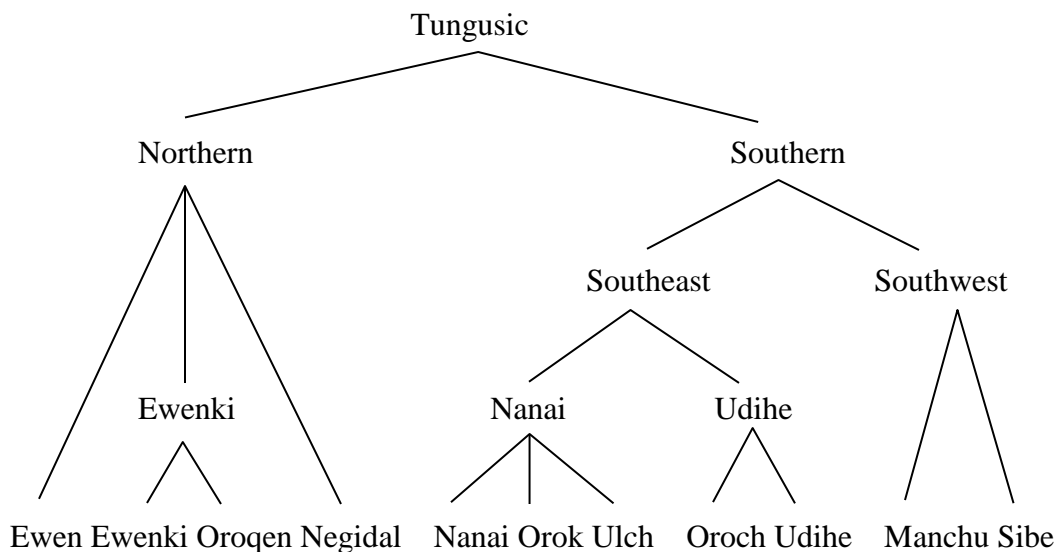 Tungusic
Northern Southern
Southeast Southwest
Ewenki Nanai Udihe
Ewen Ewenki Oroqen Negidal Nanai Orok Ulch Oroch Udihe Manchu Sibe